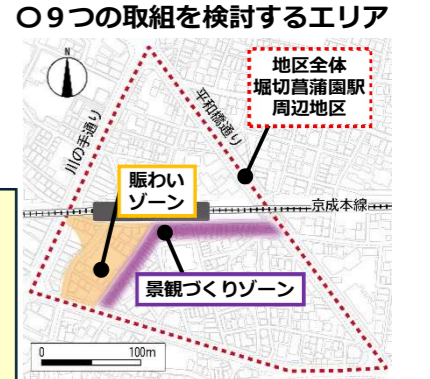 〇９つの取組を検討するエリア
N
地区全体
堀切菖蒲園駅
周辺地区
平和橋通り
川の手通り
賑わい
ゾーン
京成本線
景観づくりゾーン
0 100m